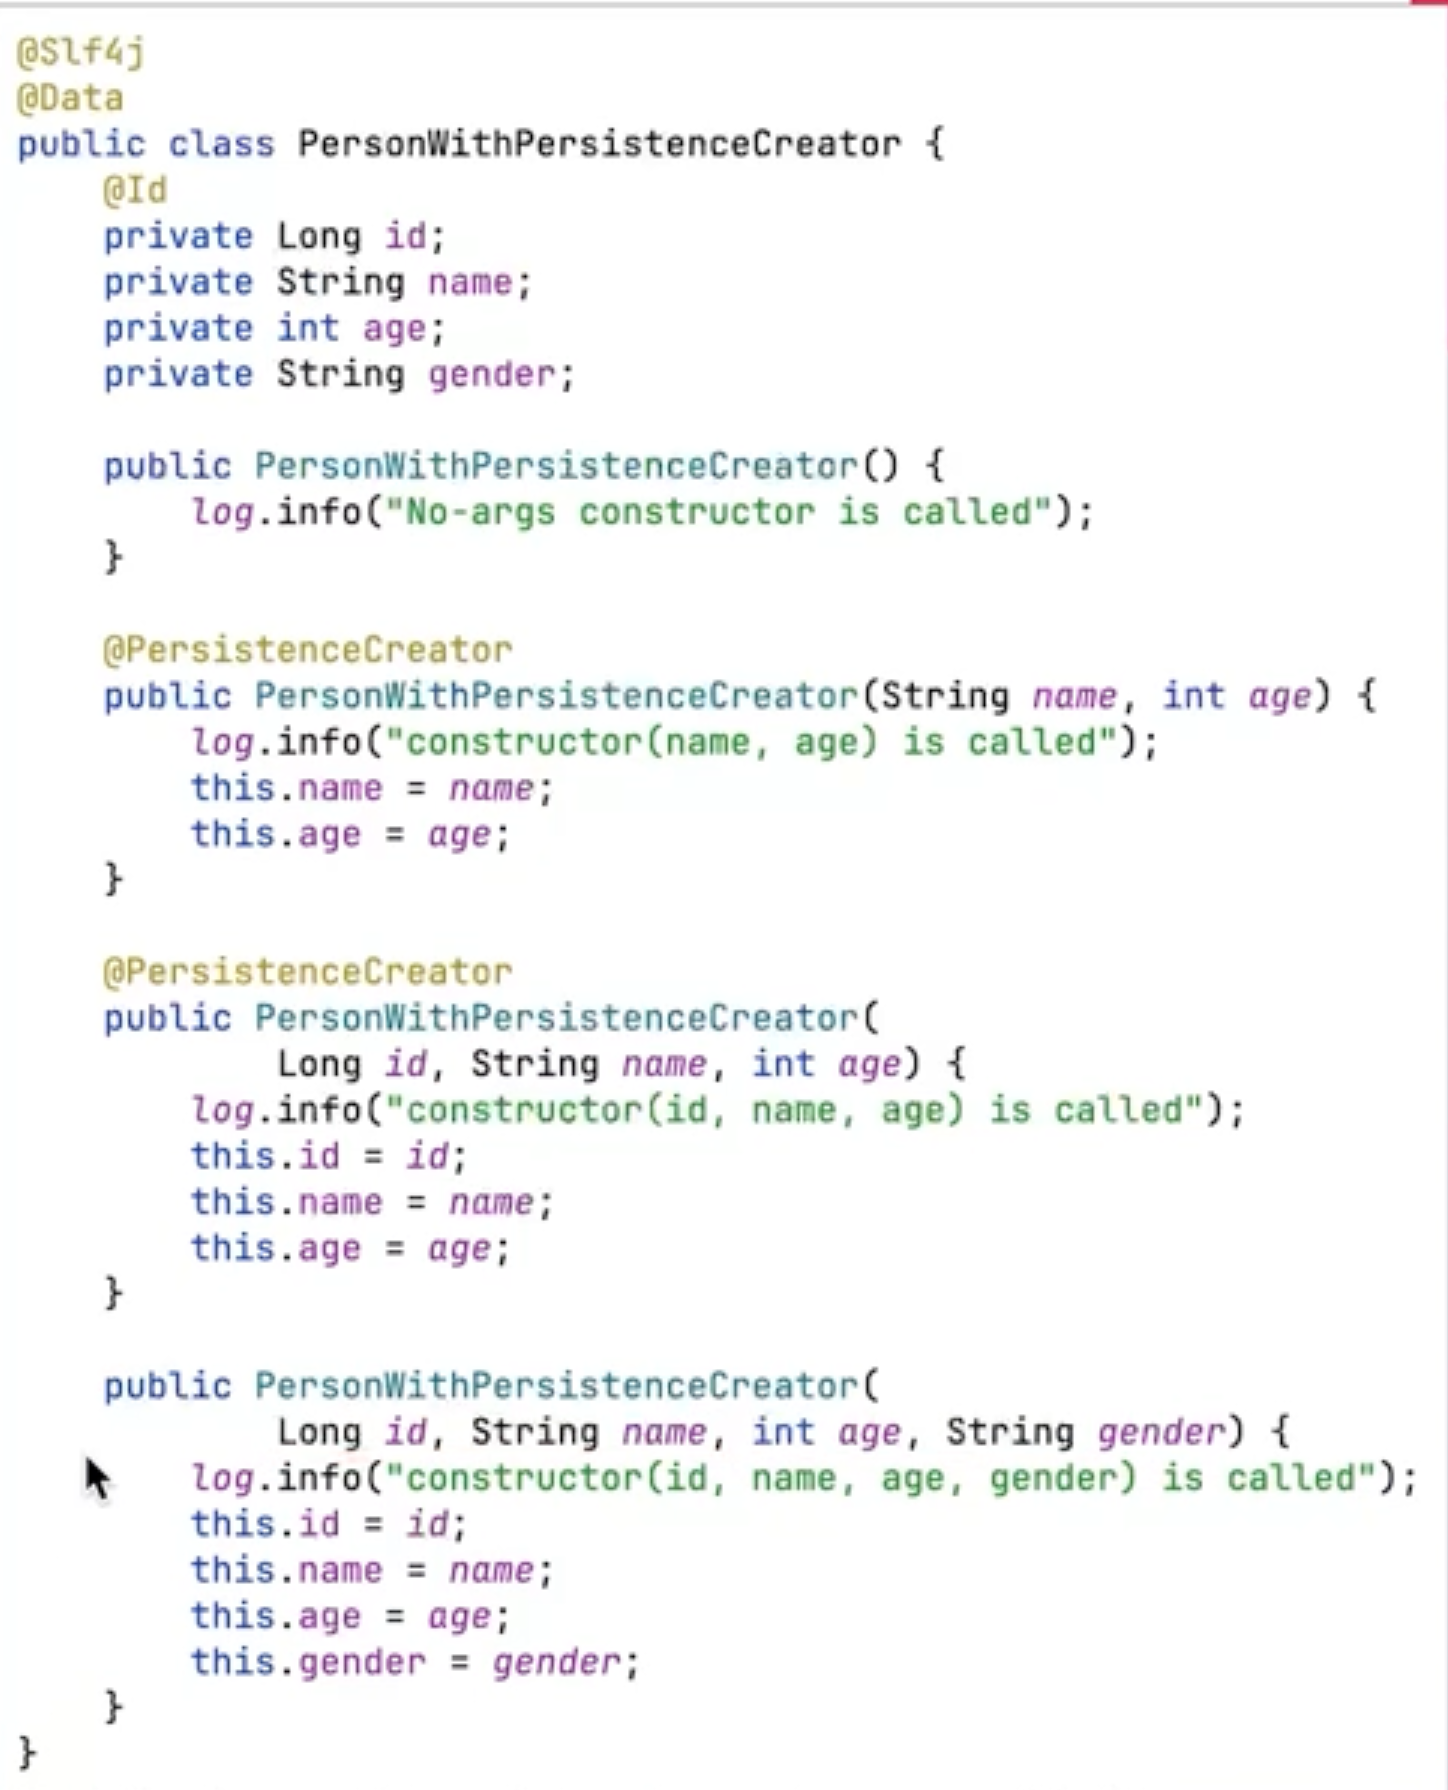 @Slf4j
@Data
public class PersonWithPersistenceCreator {
@Id
private Long id;
private String name;
private int age;
private String gender;
public PersonWithPersistenceCreator() {
log.info("No-args constructor is called");
}
@PersistenceCreator
public PersonWithPersistenceCreator(String name, int age) {
log.info("constructor(name, age) is called");
this.name = name;
this.age = age;
}
@PersistenceCreator
public PersonWithPersistenceCreator(
Long id, String name, int age) {
log.info("constructor(id, name, age) is called");
this.id = id;
this.name = name;
this.age = age;
}
public PersonWithPersistenceCreator(
Long id, String name, int age, String gender) {
log.info("constructor(id, name, age, gender) is called");
this.id = id;
this.name = name;
this.age = age;
this.gender = gender;
}
}